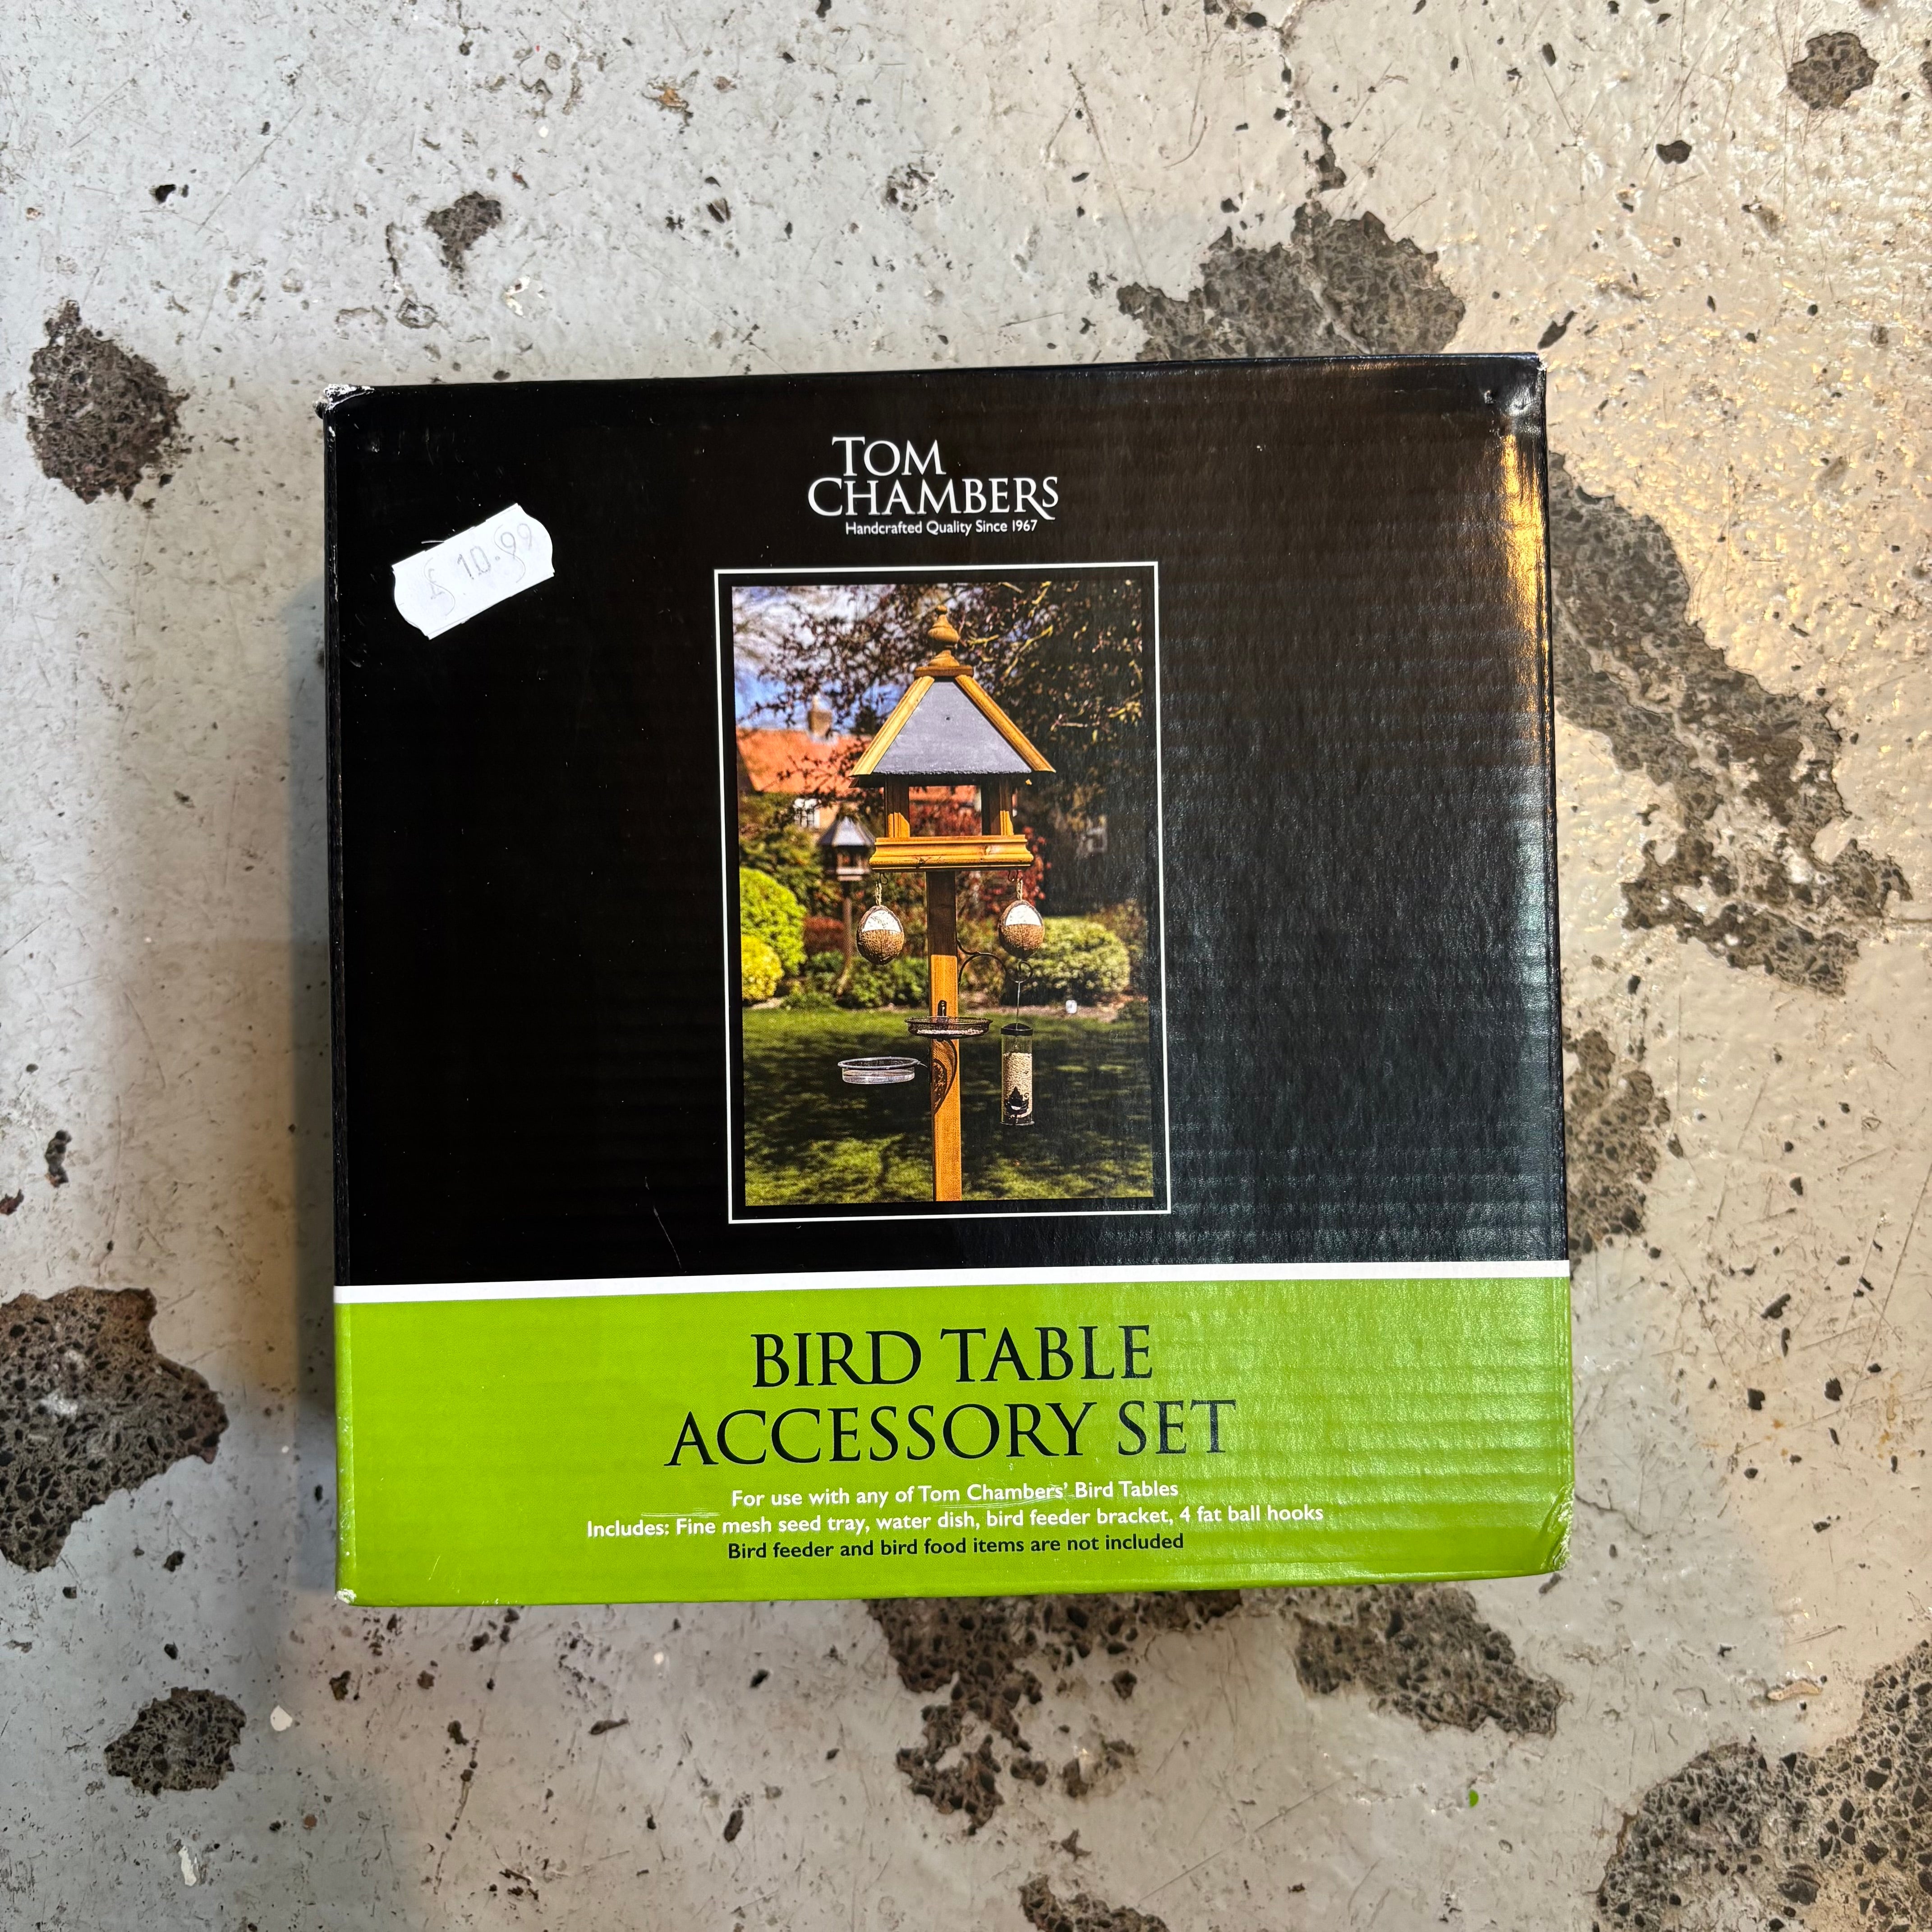 TOM
CHAMBERS
Handcrafted Quality Since 1967
£10.99
BIRD TABLE
ACCESSORY SET
For use with any of Tom Chambers' Bird Tables
Includes: Fine mesh seed tray, water dish, bird feeder bracket, 4 fat ball hooks
Bird feeder and bird food items are not included